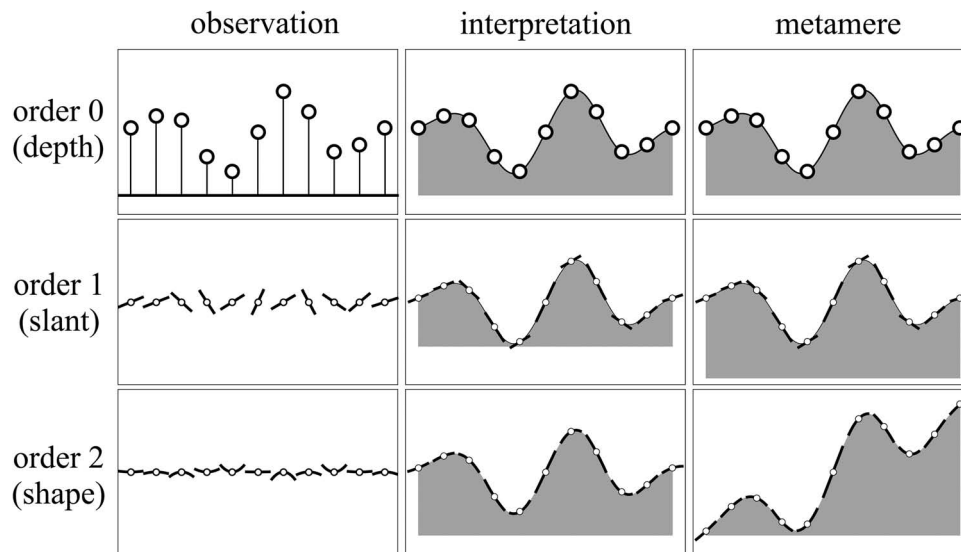 observation interpretation metamere
order 0
(depth)
order 1
(slant)
order 2
(shape)